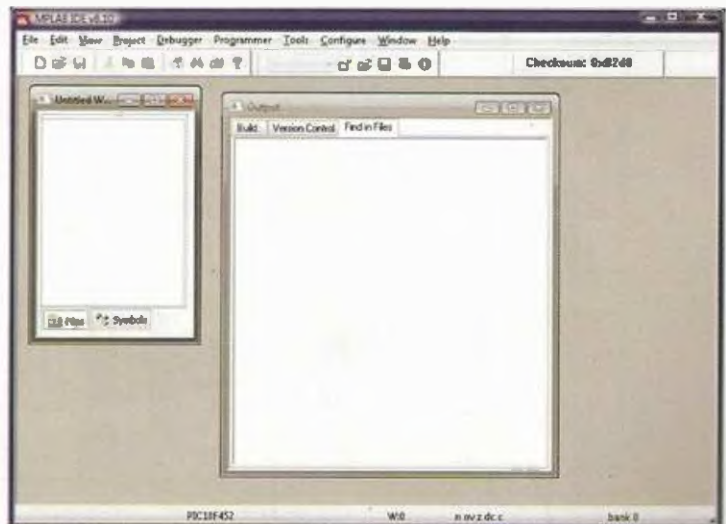 MPLAB IDE v8.10
File Edit View Project Debugger Programmer Tools Configure Window Help
Checksum: 0x82d8
Untitled W...
Output
Build Version Control Find in Files
Files Symbols
PIC18F452 W:0 n ov z dc c bank 0